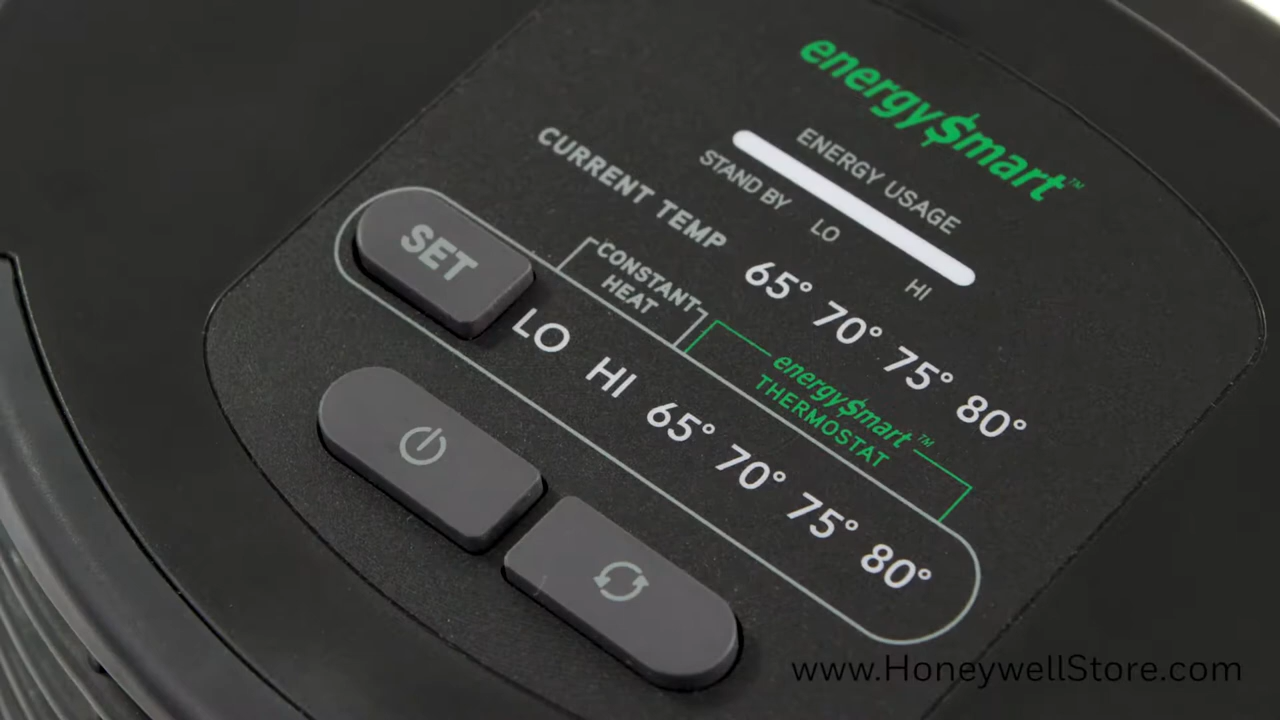 energy$mart™
ENERGY USAGE
STAND BY LO HI
CURRENT TEMP 65° 70° 75° 80°
SET
CONSTANT
HEAT
energy$mart™
THERMOSTAT
LO HI 65° 70° 75° 80°
www.HoneywellStore.com